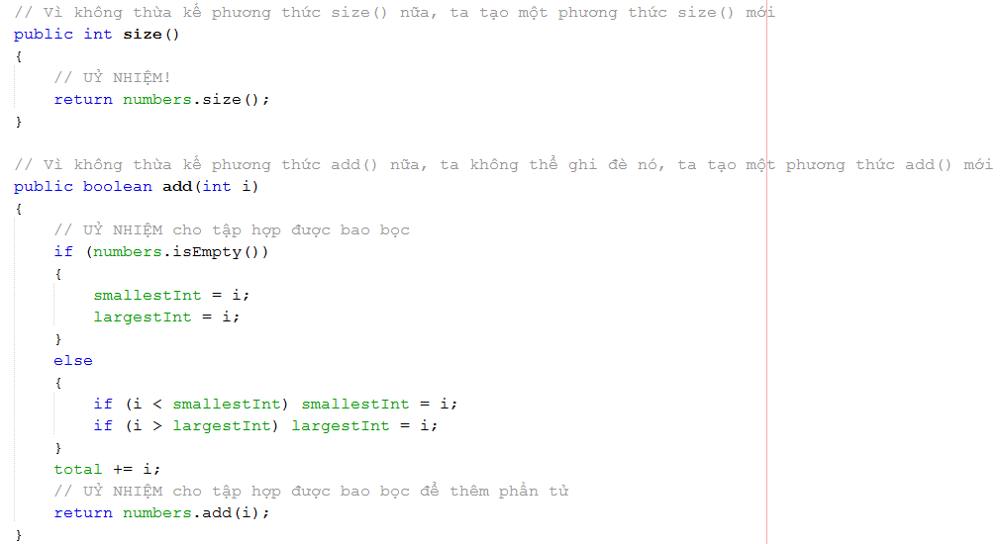 // Vì không thừa kế phương thức size() nữa, ta tạo một phương thức size() mới
public int size()
{
    // UỶ NHIỆM!
    return numbers.size();
}

// Vì không thừa kế phương thức add() nữa, ta không thể ghi đè nó, ta tạo một phương thức add() mới
public boolean add(int i)
{
    // UỶ NHIỆM cho tập hợp được bao bọc
    if (numbers.isEmpty())
    {
        smallestInt = i;
        largestInt = i;
    }
    else
    {
        if (i < smallestInt) smallestInt = i;
        if (i > largestInt) largestInt = i;
    }
    total += i;
    // UỶ NHIỆM cho tập hợp được bao bọc để thêm phần tử
    return numbers.add(i);
}